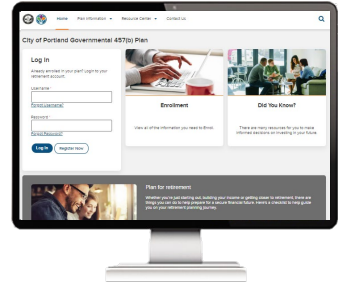 Home Plan Information Resource Center Contact Us
City of Portland Governmental 457(b) Plan
Log In
Already enrolled in your plan? Login to your
retirement account.
Username
Forgot Username?
Password
Forgot Password?
Log In Register Now
Enrollment
View all of the information you need to Enroll.
Did You Know?
There are many resources for you to make
informed decisions on investing in your future.
Plan for retirement
Whether you're just starting out, building your income or getting closer to retirement, there are
things you can do to help prepare for a secure financial future. Here's a checklist to help guide
you on your retirement planning journey.